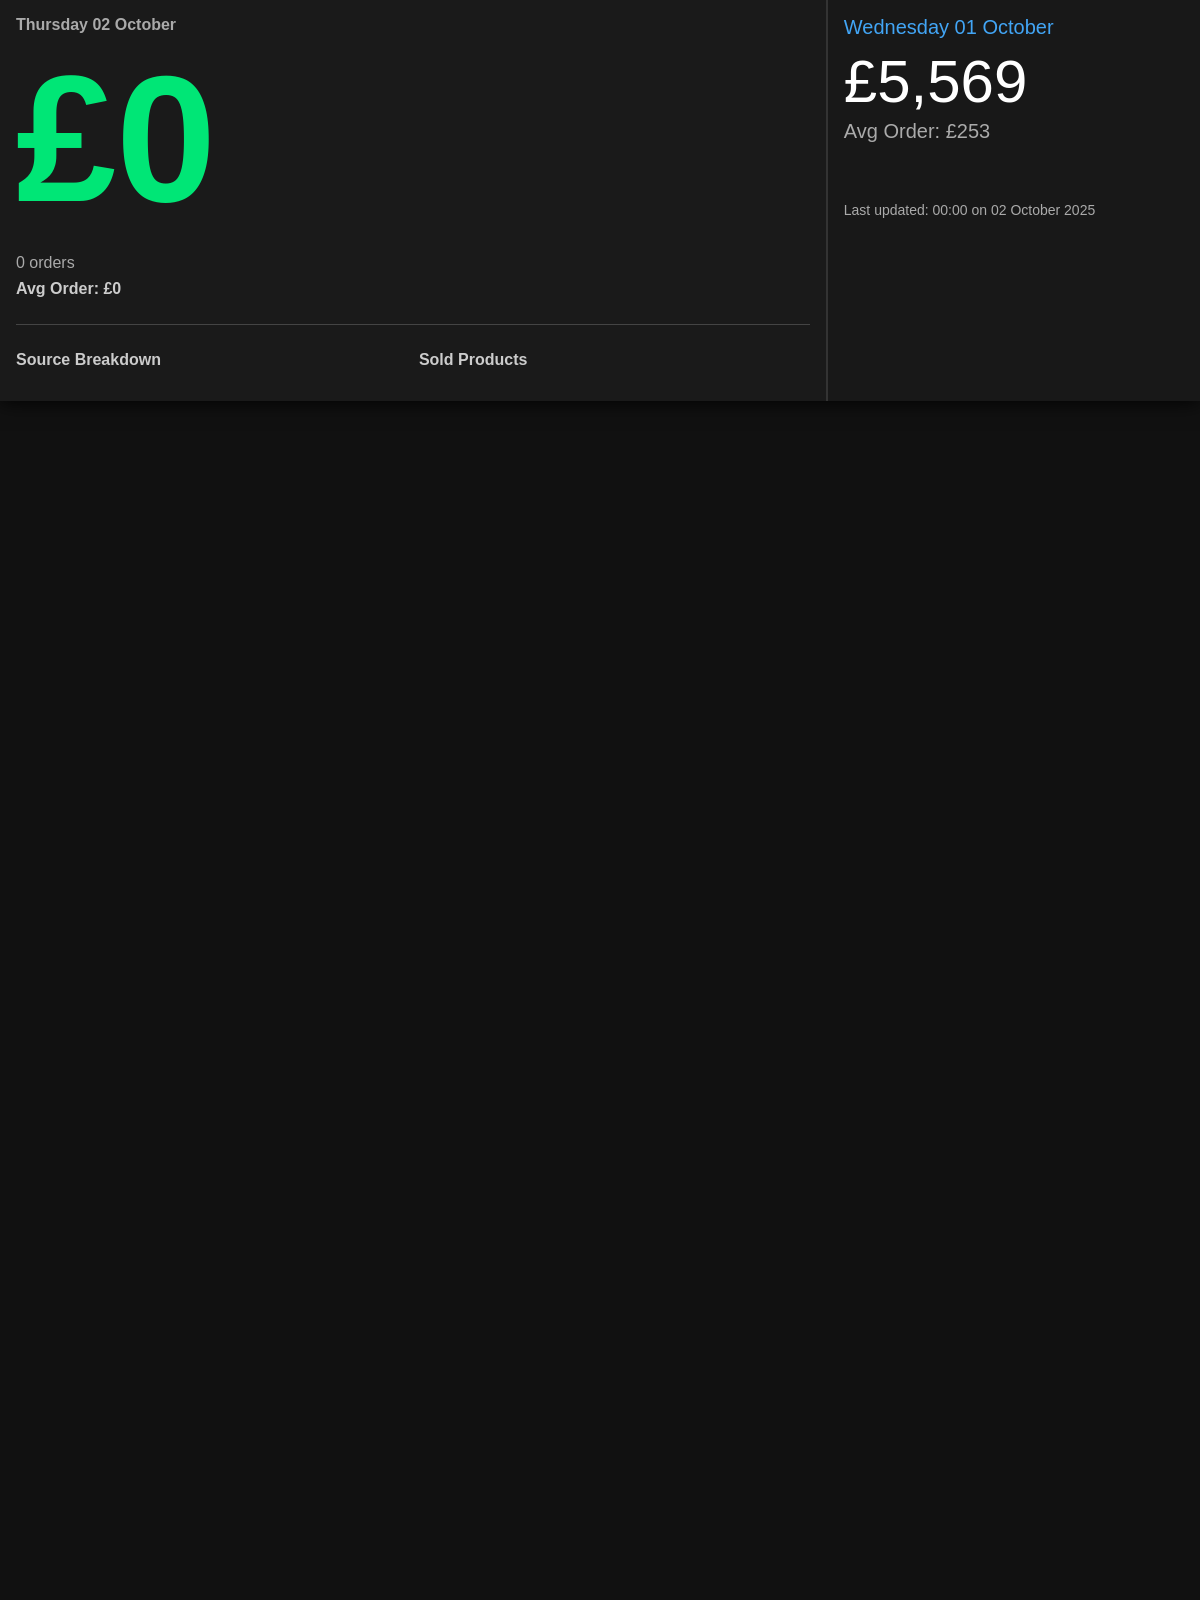 Thursday 02 October
£0
0 orders
Avg Order: £0
Source Breakdown
Sold Products
Wednesday 01 October
£5,569
Avg Order: £253
Last updated: 00:00 on 02 October 2025